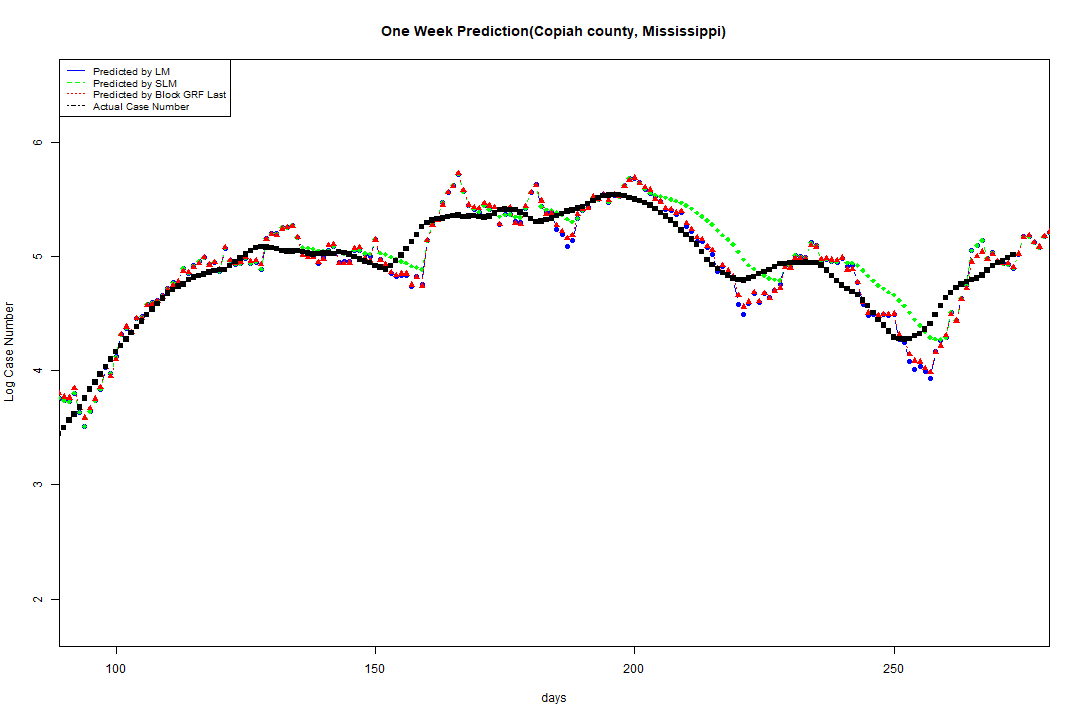 One Week Prediction(Copiah county, Mississippi)
Predicted by LM
Predicted by SLM
Predicted by Block GRF Last
Actual Case Number
6
5
4
3
2
Log Case Number
100 150 200 250
days